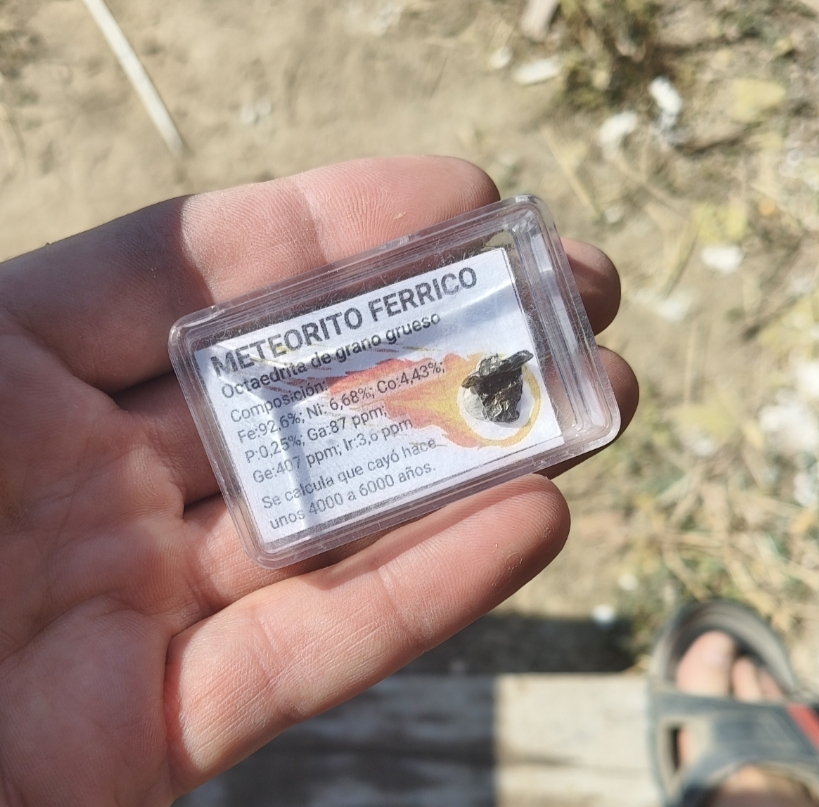 METEORITO FERRICO
Octaedrita de grano grueso
Composición:
Fe:92,6%; Ni: 6,68%; Co:4,43%;
P:0,25%; Ga:87 ppm;
Ge:407 ppm; Ir:3,6 ppm
Se calcula que cayó hace
unos 4000 a 6000 años.